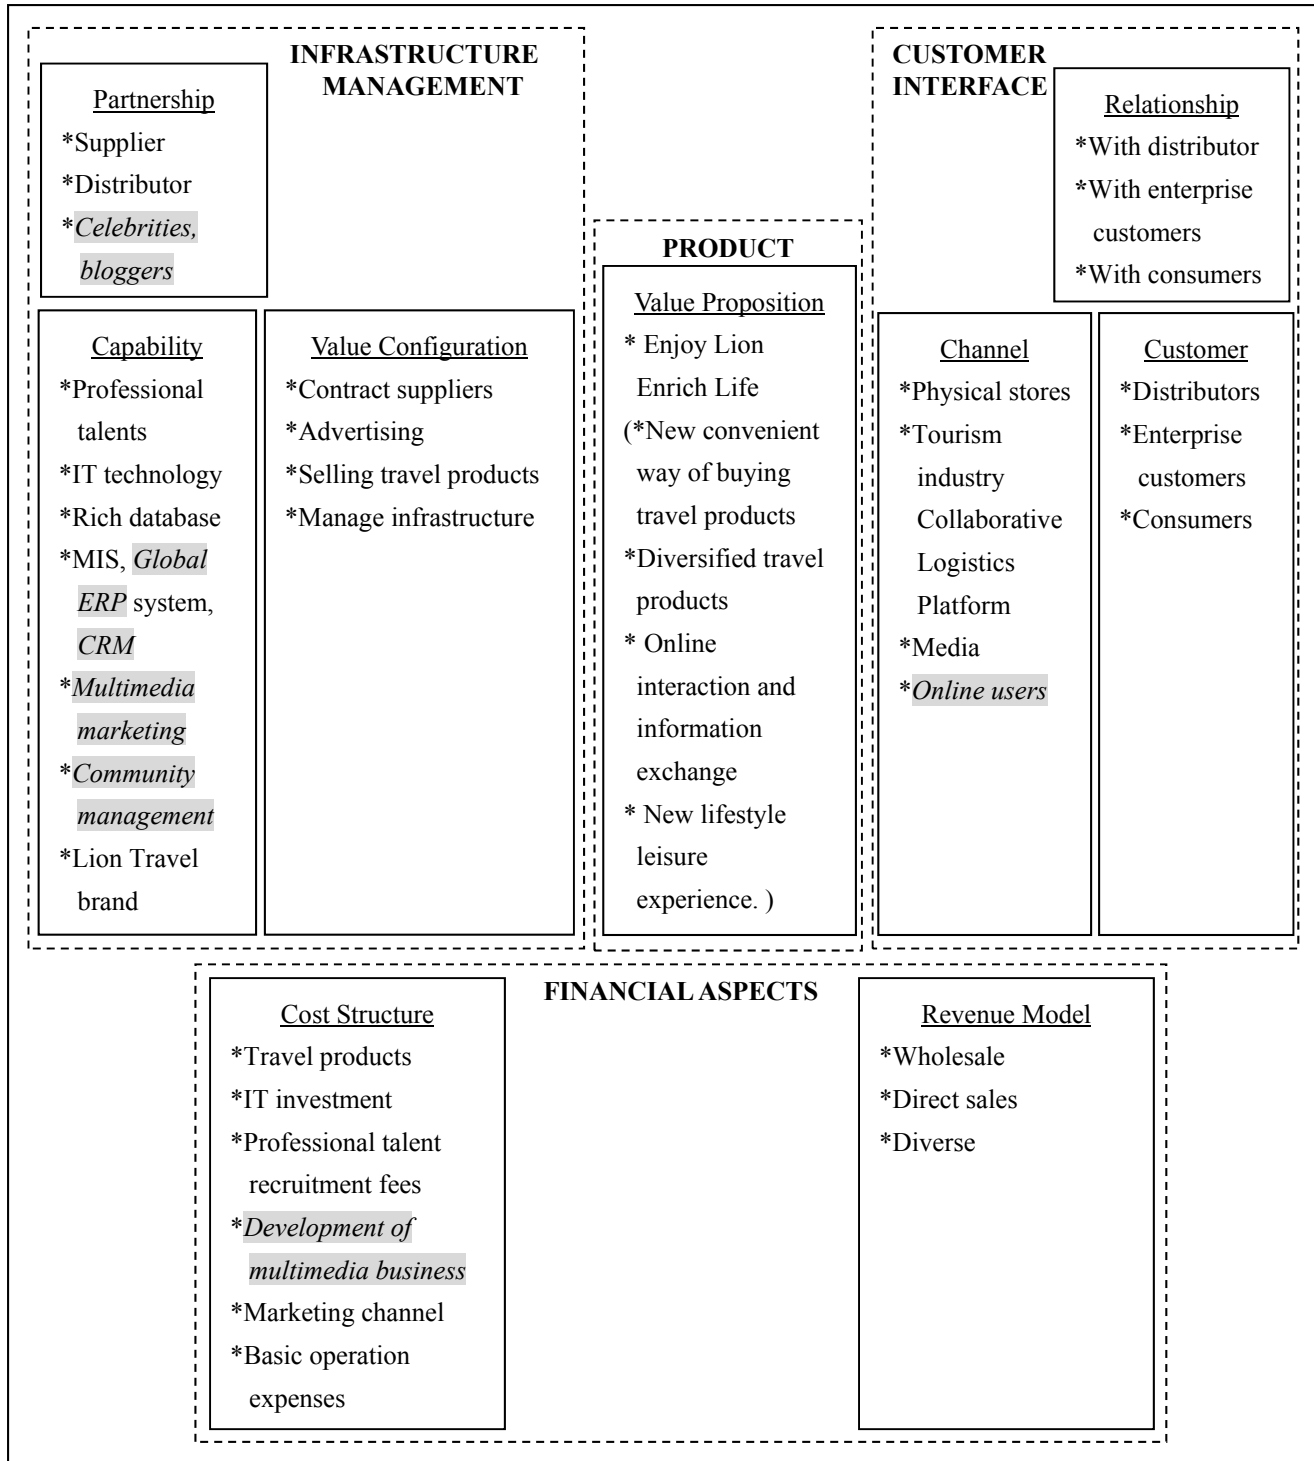 INFRASTRUCTURE
MANAGEMENT
Partnership
*Supplier
*Distributor
*Celebrities,
bloggers
Capability
*Professional
talents
*IT technology
*Rich database
*MIS, Global
ERP system,
CRM
*Multimedia
marketing
*Community
management
*Lion Travel
brand
Value Configuration
*Contract suppliers
*Advertising
*Selling travel products
*Manage infrastructure
PRODUCT
Value Proposition
* Enjoy Lion
Enrich Life
(*New convenient
way of buying
travel products
*Diversified travel
products
* Online
interaction and
information
exchange
* New lifestyle
leisure
experience. )
CUSTOMER
INTERFACE
Relationship
*With distributor
*With enterprise
customers
*With consumers
Channel
*Physical stores
*Tourism
industry
Collaborative
Logistics
Platform
*Media
*Online users
Customer
*Distributors
*Enterprise
customers
*Consumers
FINANCIAL ASPECTS
Cost Structure
*Travel products
*IT investment
*Professional talent
recruitment fees
*Development of
multimedia business
*Marketing channel
*Basic operation
expenses
Revenue Model
*Wholesale
*Direct sales
*Diverse